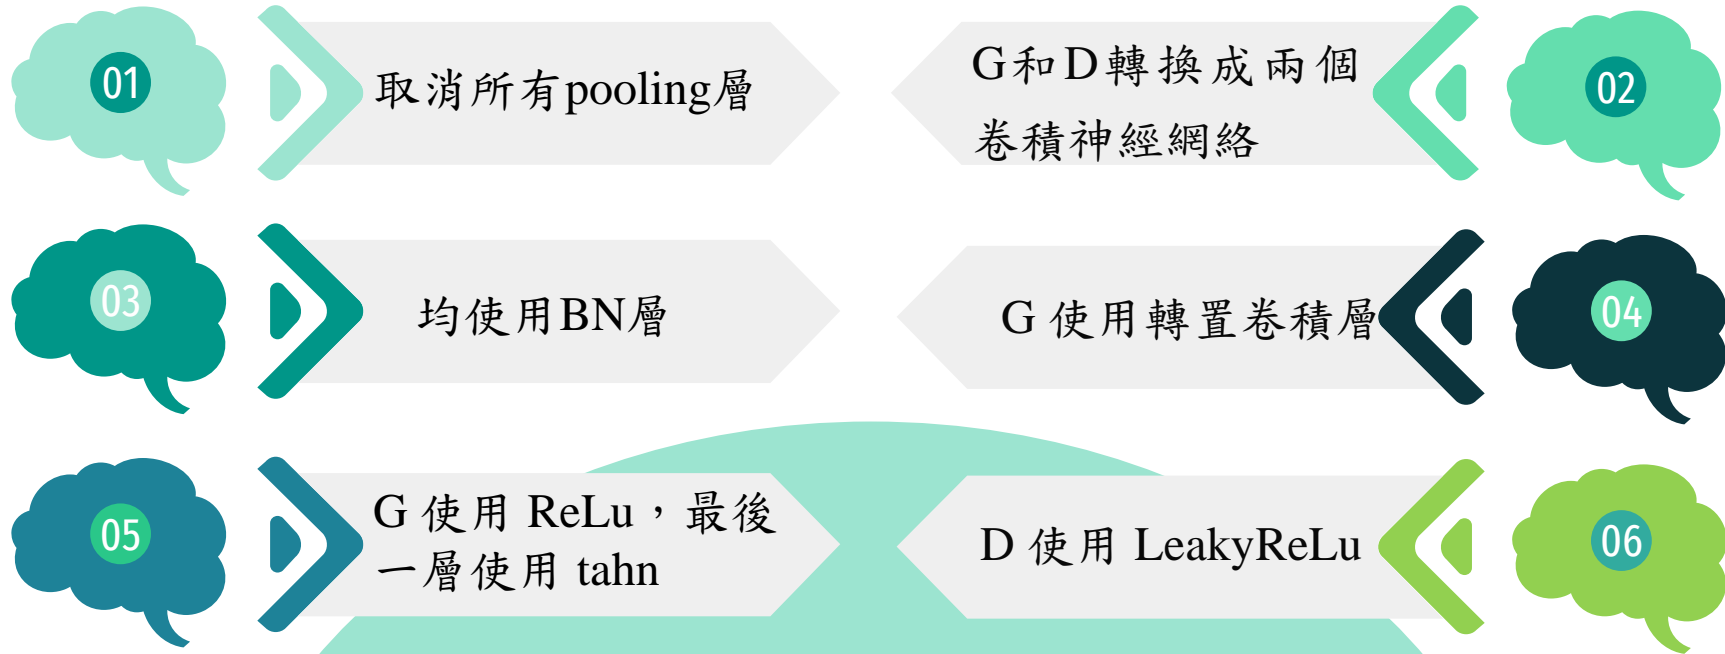 01
取消所有pooling層
G和D轉換成兩個
卷積神經網絡
02
03
均使用BN層
G 使用轉置卷積層
04
05
G 使用 ReLu，最後
一層使用 tahn
D 使用 LeakyReLu
06